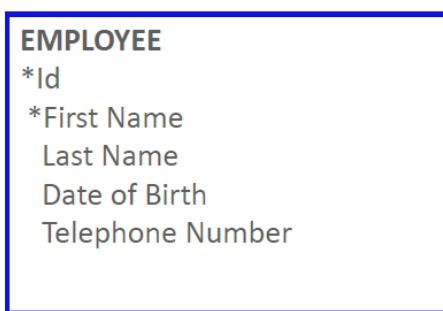 EMPLOYEE
*Id
*First Name
Last Name
Date of Birth
Telephone Number